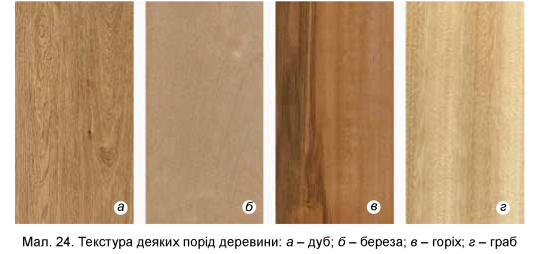 а б в г
Мал. 24. Текстура деяких порід деревини: а – дуб; б – береза; в – горіх; г – граб